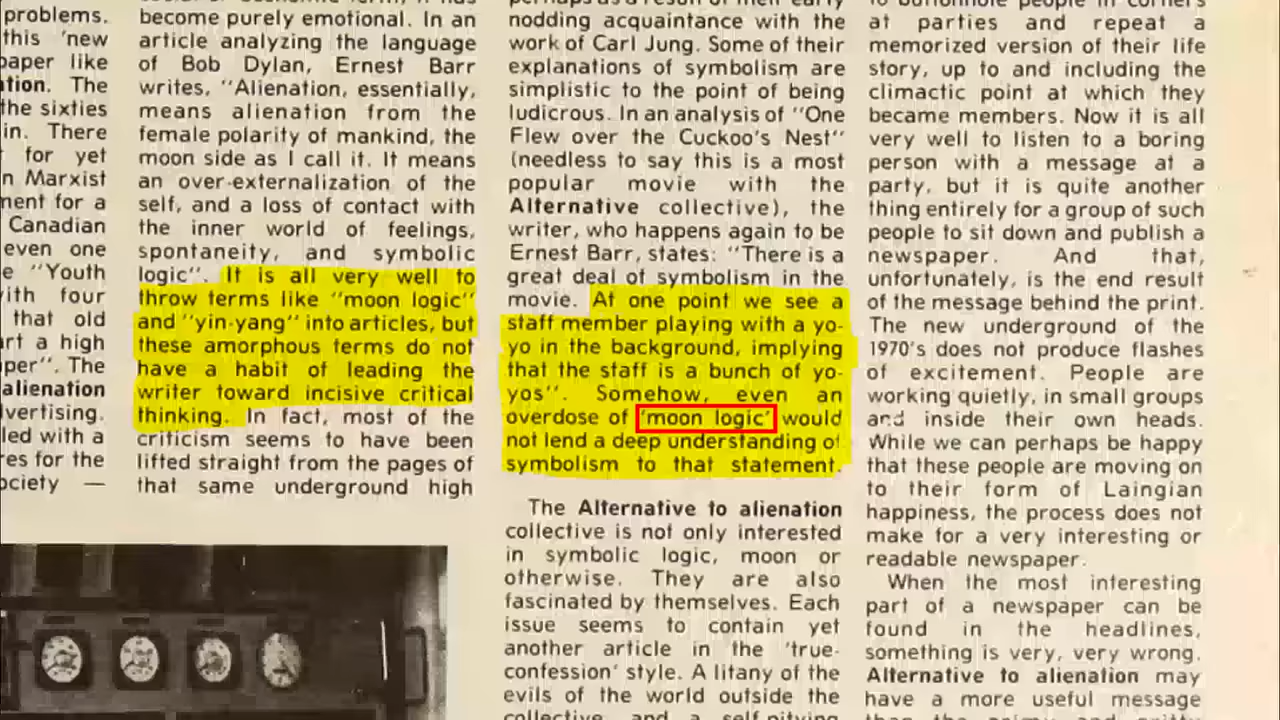 problems.
this 'new
paper like
tion. The
the sixties
in. There
for yet
n Marxist
ment for a
Canadian
even one
e "Youth
with four
that old
rt a high
per". The
alienation
vertising.
led with a
res for the
ociety —
become purely emotional. In an
article analyzing the language
of Bob Dylan, Ernest Barr
writes, "Alienation, essentially,
means alienation from the
female polarity of mankind, the
moon side as I call it. It means
an over-externalization of the
self, and a loss of contact with
the inner world of feelings,
spontaneity, and symbolic
logic". It is all very well to
throw terms like "moon logic"
and "yin-yang" into articles, but
these amorphous terms do not
have a habit of leading the
writer toward incisive critical
thinking. In fact, most of the
criticism seems to have been
lifted straight from the pages of
that same underground high
perhaps as a result of their early
nodding acquaintance with the
work of Carl Jung. Some of their
explanations of symbolism are
simplistic to the point of being
ludicrous. In an analysis of "One
Flew over the Cuckoo's Nest"
(needless to say this is a most
popular movie with the
Alternative collective), the
writer, who happens again to be
Ernest Barr, states: "There is a
great deal of symbolism in the
movie. At one point we see a
staff member playing with a yo-
yo in the background, implying
that the staff is a bunch of yo-
yos". Somehow, even an
overdose of 'moon logic' would
not lend a deep understanding of
symbolism to that statement.
The Alternative to alienation
collective is not only interested
in symbolic logic, moon or
otherwise. They are also
fascinated by themselves. Each
issue seems to contain yet
another article in the 'true-
confession' style. A litany of the
evils of the world outside the
collective, and a self-pitying
to buttonhole people in corners
at parties and repeat a
memorized version of their life
story, up to and including the
climactic point at which they
became members. Now it is all
very well to listen to a boring
person with a message at a
party, but it is quite another
thing entirely for a group of such
people to sit down and publish a
newspaper. And that,
unfortunately, is the end result
of the message behind the print.
The new underground of the
1970's does not produce flashes
of excitement. People are
working quietly, in small groups
and inside their own heads.
While we can perhaps be happy
that these people are moving on
to their form of Laingian
happiness, the process does not
make for a very interesting or
readable newspaper.
When the most interesting
part of a newspaper can be
found in the headlines,
something is very, very wrong.
Alternative to alienation may
have a more useful message
than the